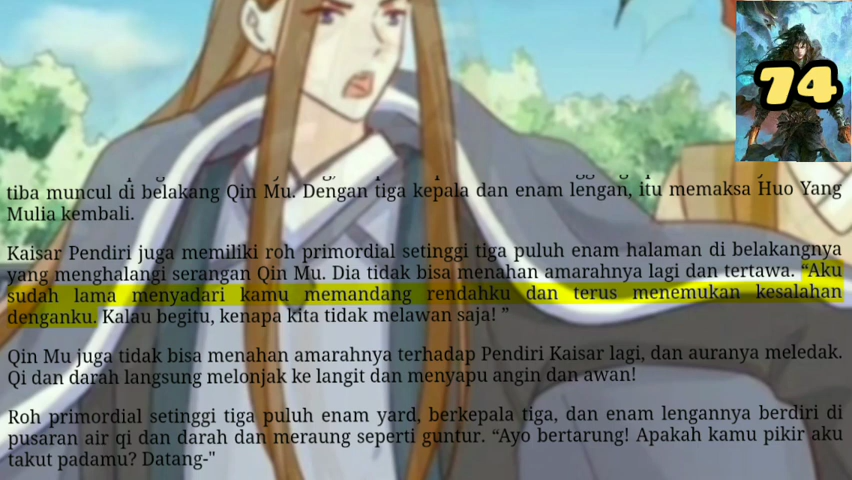 74
tiba muncul di belakang Qin Mu. Dengan tiga kepala dan enam lengan, itu memaksa Huo Yang
Mulia kembali.
Kaisar Pendiri juga memiliki roh primordial setinggi tiga puluh enam halaman di belakangnya
yang menghalangi serangan Qin Mu. Dia tidak bisa menahan amarahnya lagi dan tertawa. “Aku
sudah lama menyadari kamu memandang rendahku dan terus menemukan kesalahan
denganku. Kalau begitu, kenapa kita tidak melawan saja! ”
Qin Mu juga tidak bisa menahan amarahnya terhadap Pendiri Kaisar lagi, dan auranya meledak.
Qi dan darah langsung melonjak ke langit dan menyapu angin dan awan!
Roh primordial setinggi tiga puluh enam yard, berkepala tiga, dan enam lengannya berdiri di
pusaran air qi dan darah dan meraung seperti guntur. “Ayo bertarung! Apakah kamu pikir aku
takut padamu? Datang-"